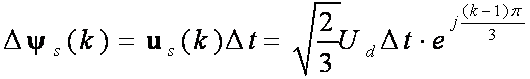 Δψ_s(k) = u_s(k)Δt = √(2/3) U_d Δt · e^{j(k−1)π/3}